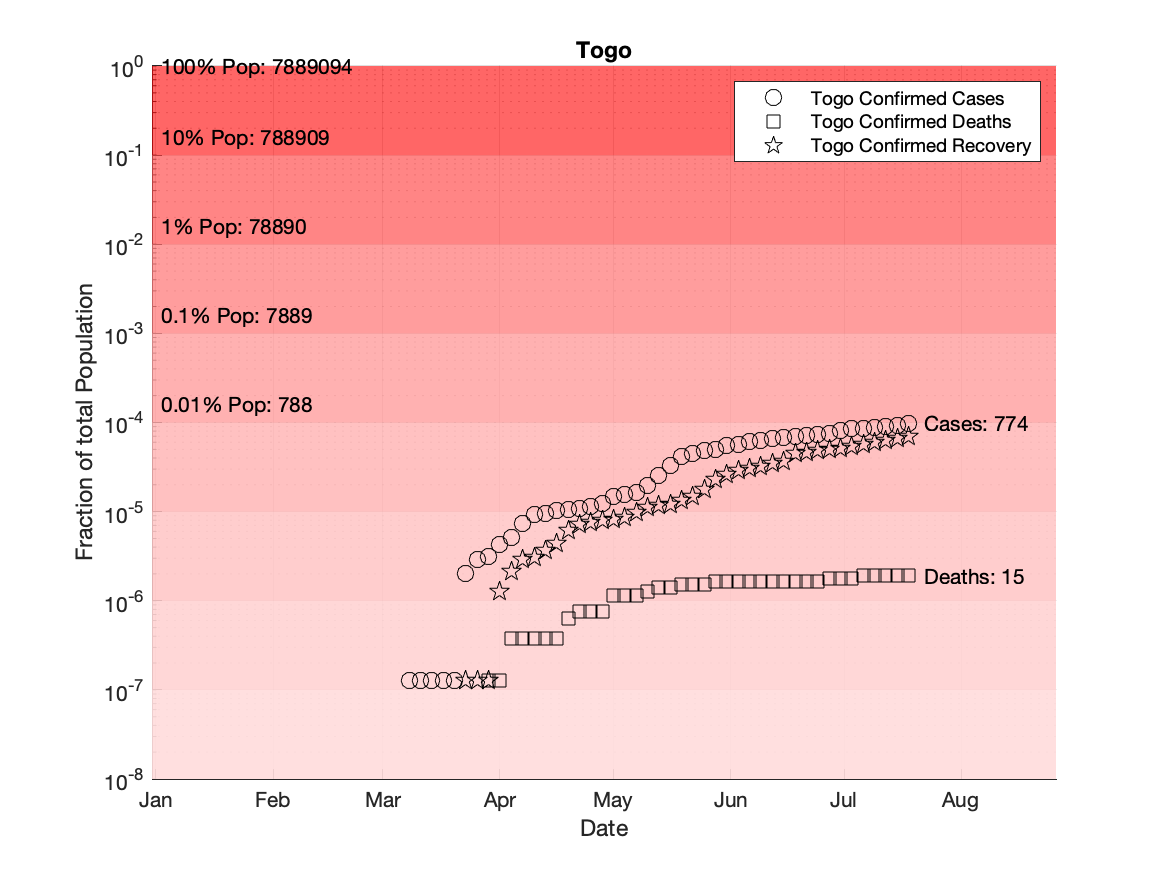 Togo
10⁰
100% Pop: 7889094
Togo Confirmed Cases
Togo Confirmed Deaths
Togo Confirmed Recovery
10% Pop: 788909
10⁻¹
1% Pop: 78890
10⁻²
0.1% Pop: 7889
10⁻³
0.01% Pop: 788
10⁻⁴
Cases: 774
10⁻⁵
Deaths: 15
10⁻⁶
10⁻⁷
10⁻⁸
Fraction of total Population
Jan Feb Mar Apr May Jun Jul Aug
Date